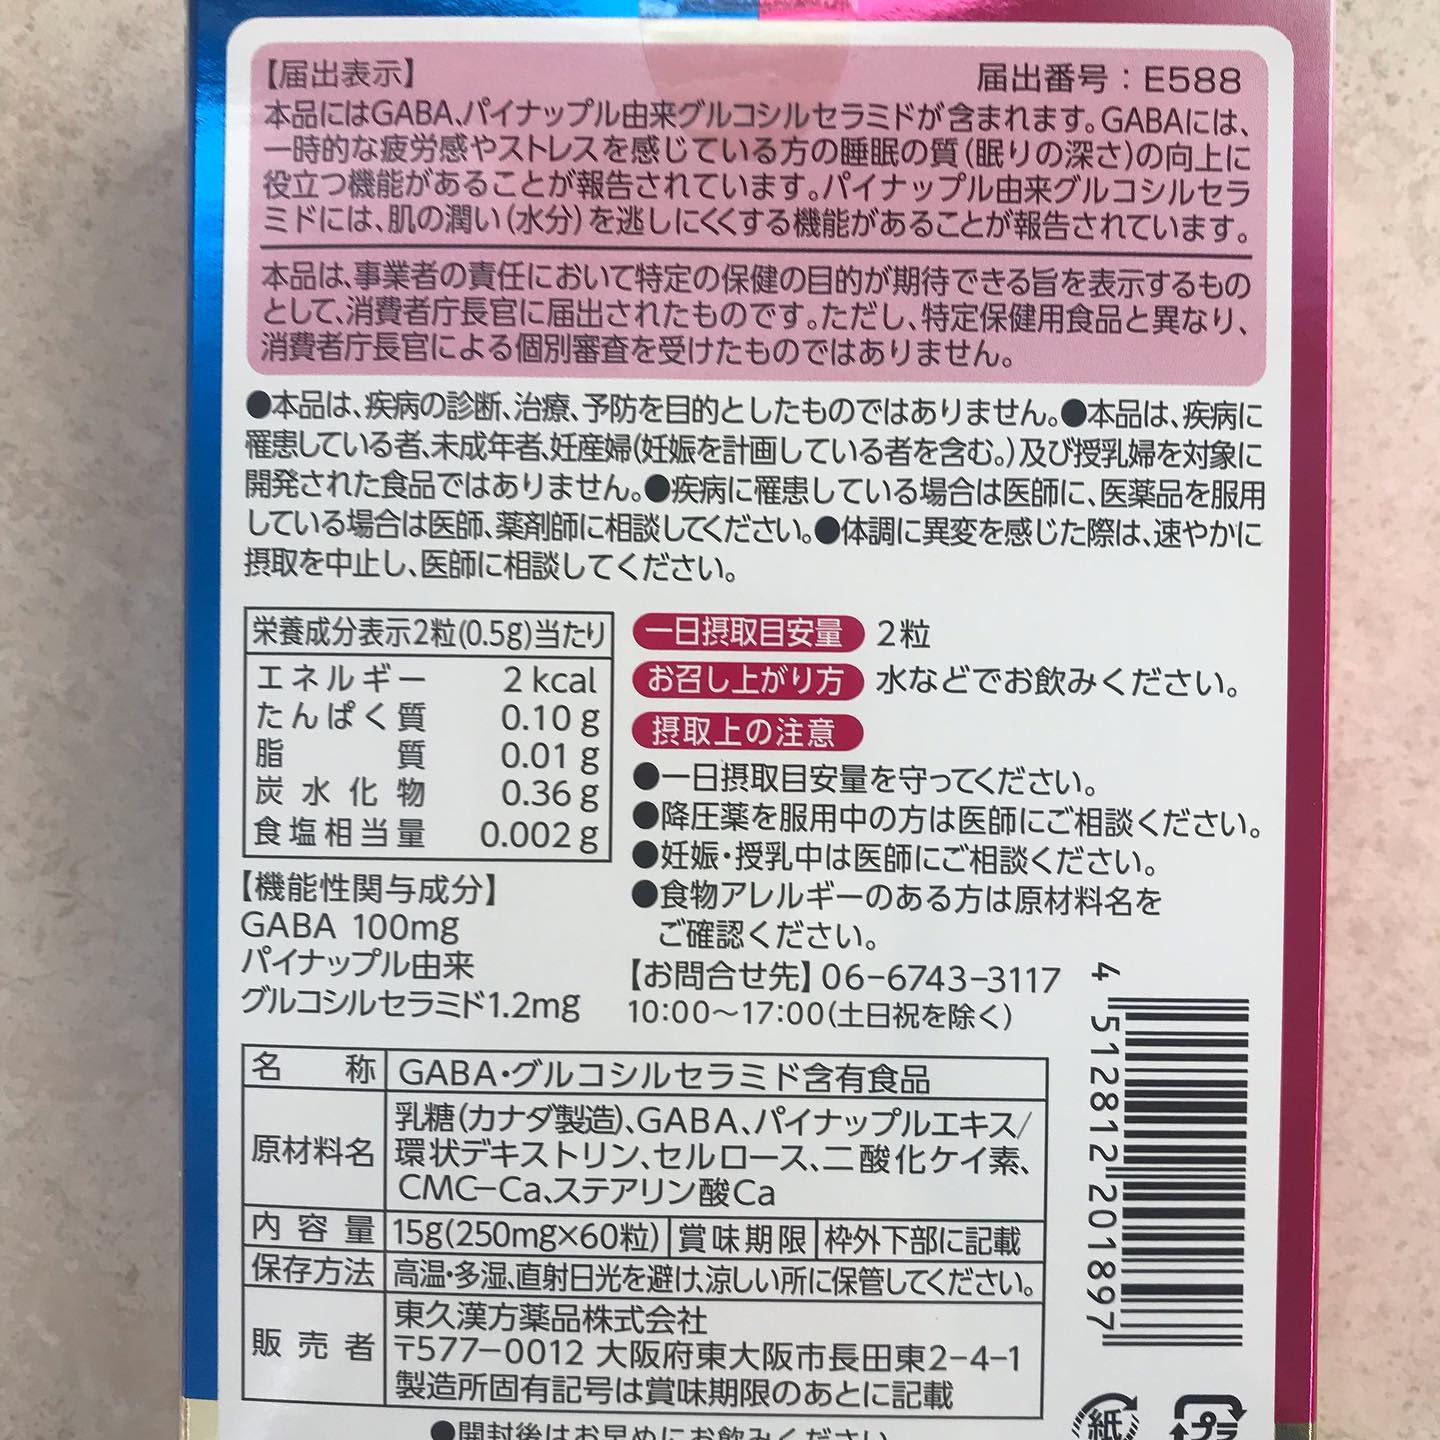 【届出表示】 届出番号：E588
本品にはGABA、パイナップル由来グルコシルセラミドが含まれます。GABAには、
一時的な疲労感やストレスを感じている方の睡眠の質(眠りの深さ)の向上に
役立つ機能があることが報告されています。パイナップル由来グルコシルセラ
ミドには、肌の潤い(水分)を逃しにくくする機能があることが報告されています。
本品は、事業者の責任において特定の保健の目的が期待できる旨を表示するもの
として、消費者庁長官に届出されたものです。ただし、特定保健用食品と異なり、
消費者庁長官による個別審査を受けたものではありません。
●本品は、疾病の診断、治療、予防を目的としたものではありません。●本品は、疾病に
罹患している者、未成年者、妊産婦(妊娠を計画している者を含む。)及び授乳婦を対象に
開発された食品ではありません。●疾病に罹患している場合は医師に、医薬品を服用
している場合は医師、薬剤師に相談してください。●体調に異変を感じた際は、速やかに
摂取を中止し、医師に相談してください。
栄養成分表示2粒(0.5g)当たり
エネルギー 2kcal
たんぱく質 0.10g
脂質 0.01g
炭水化物 0.36g
食塩相当量 0.002g
【機能性関与成分】
GABA 100mg
パイナップル由来
グルコシルセラミド1.2mg
一日摂取目安量 2粒
お召し上がり方 水などでお飲みください。
摂取上の注意
●一日摂取目安量を守ってください。
●降圧薬を服用中の方は医師にご相談ください。
●妊娠・授乳中は医師にご相談ください。
●食物アレルギーのある方は原材料名を
ご確認ください。
【お問合せ先】06-6743-3117
10:00～17:00(土日祝を除く)
4 512812 201897
名称 GABA・グルコシルセラミド含有食品
原材料名 乳糖(カナダ製造)、GABA、パイナップルエキス/
環状デキストリン、セルロース、二酸化ケイ素、
CMC-Ca、ステアリン酸Ca
内容量 15g(250mg×60粒) 賞味期限 枠外下部に記載
保存方法 高温・多湿、直射日光を避け、涼しい所に保管してください。
販売者 東久漢方薬品株式会社
〒577-0012 大阪府東大阪市長田東2-4-1
製造所固有記号は賞味期限のあとに記載
●開封後はお早めにお飲みください。
紙 プラ